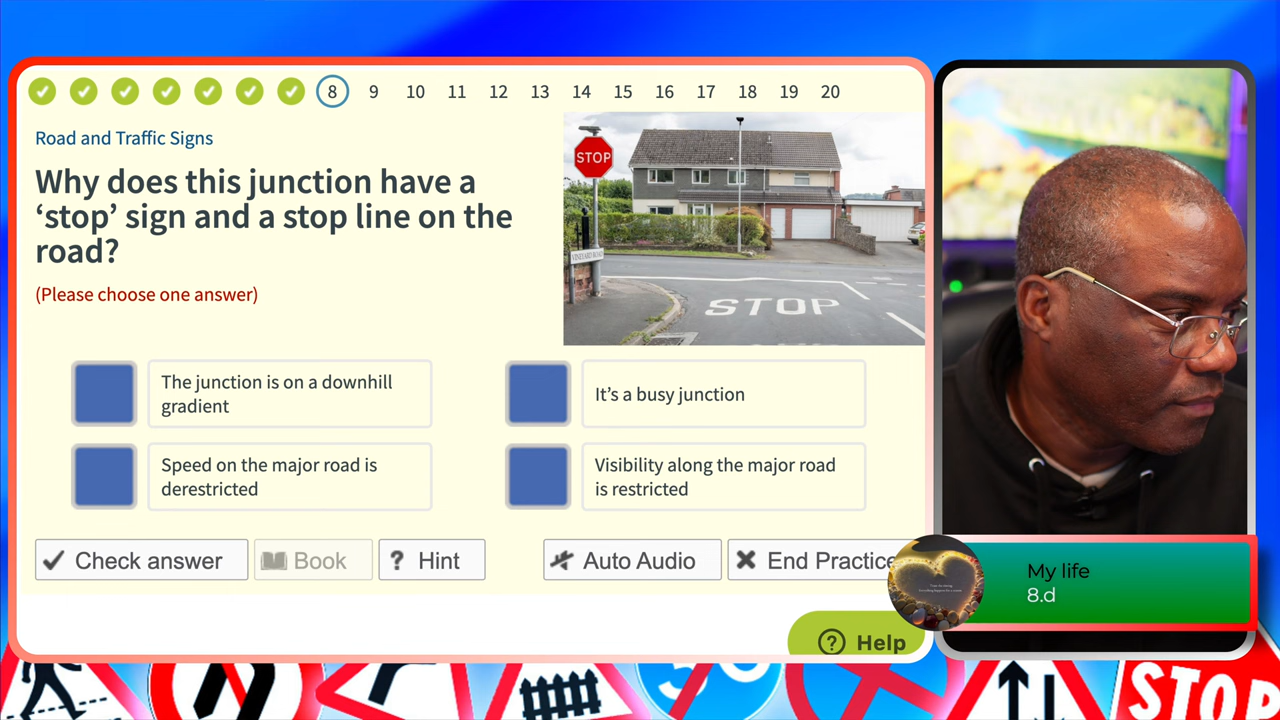 8 9 10 11 12 13 14 15 16 17 18 19 20
Road and Traffic Signs
Why does this junction have a
‘stop’ sign and a stop line on the
road?
(Please choose one answer)
STOP
VINEYARD ROAD
STOP
The junction is on a downhill
gradient
It’s a busy junction
Speed on the major road is
derestricted
Visibility along the major road
is restricted
Check answer
Book
? Hint
Auto Audio
End Practice
? Help
My life
8.d
STOP